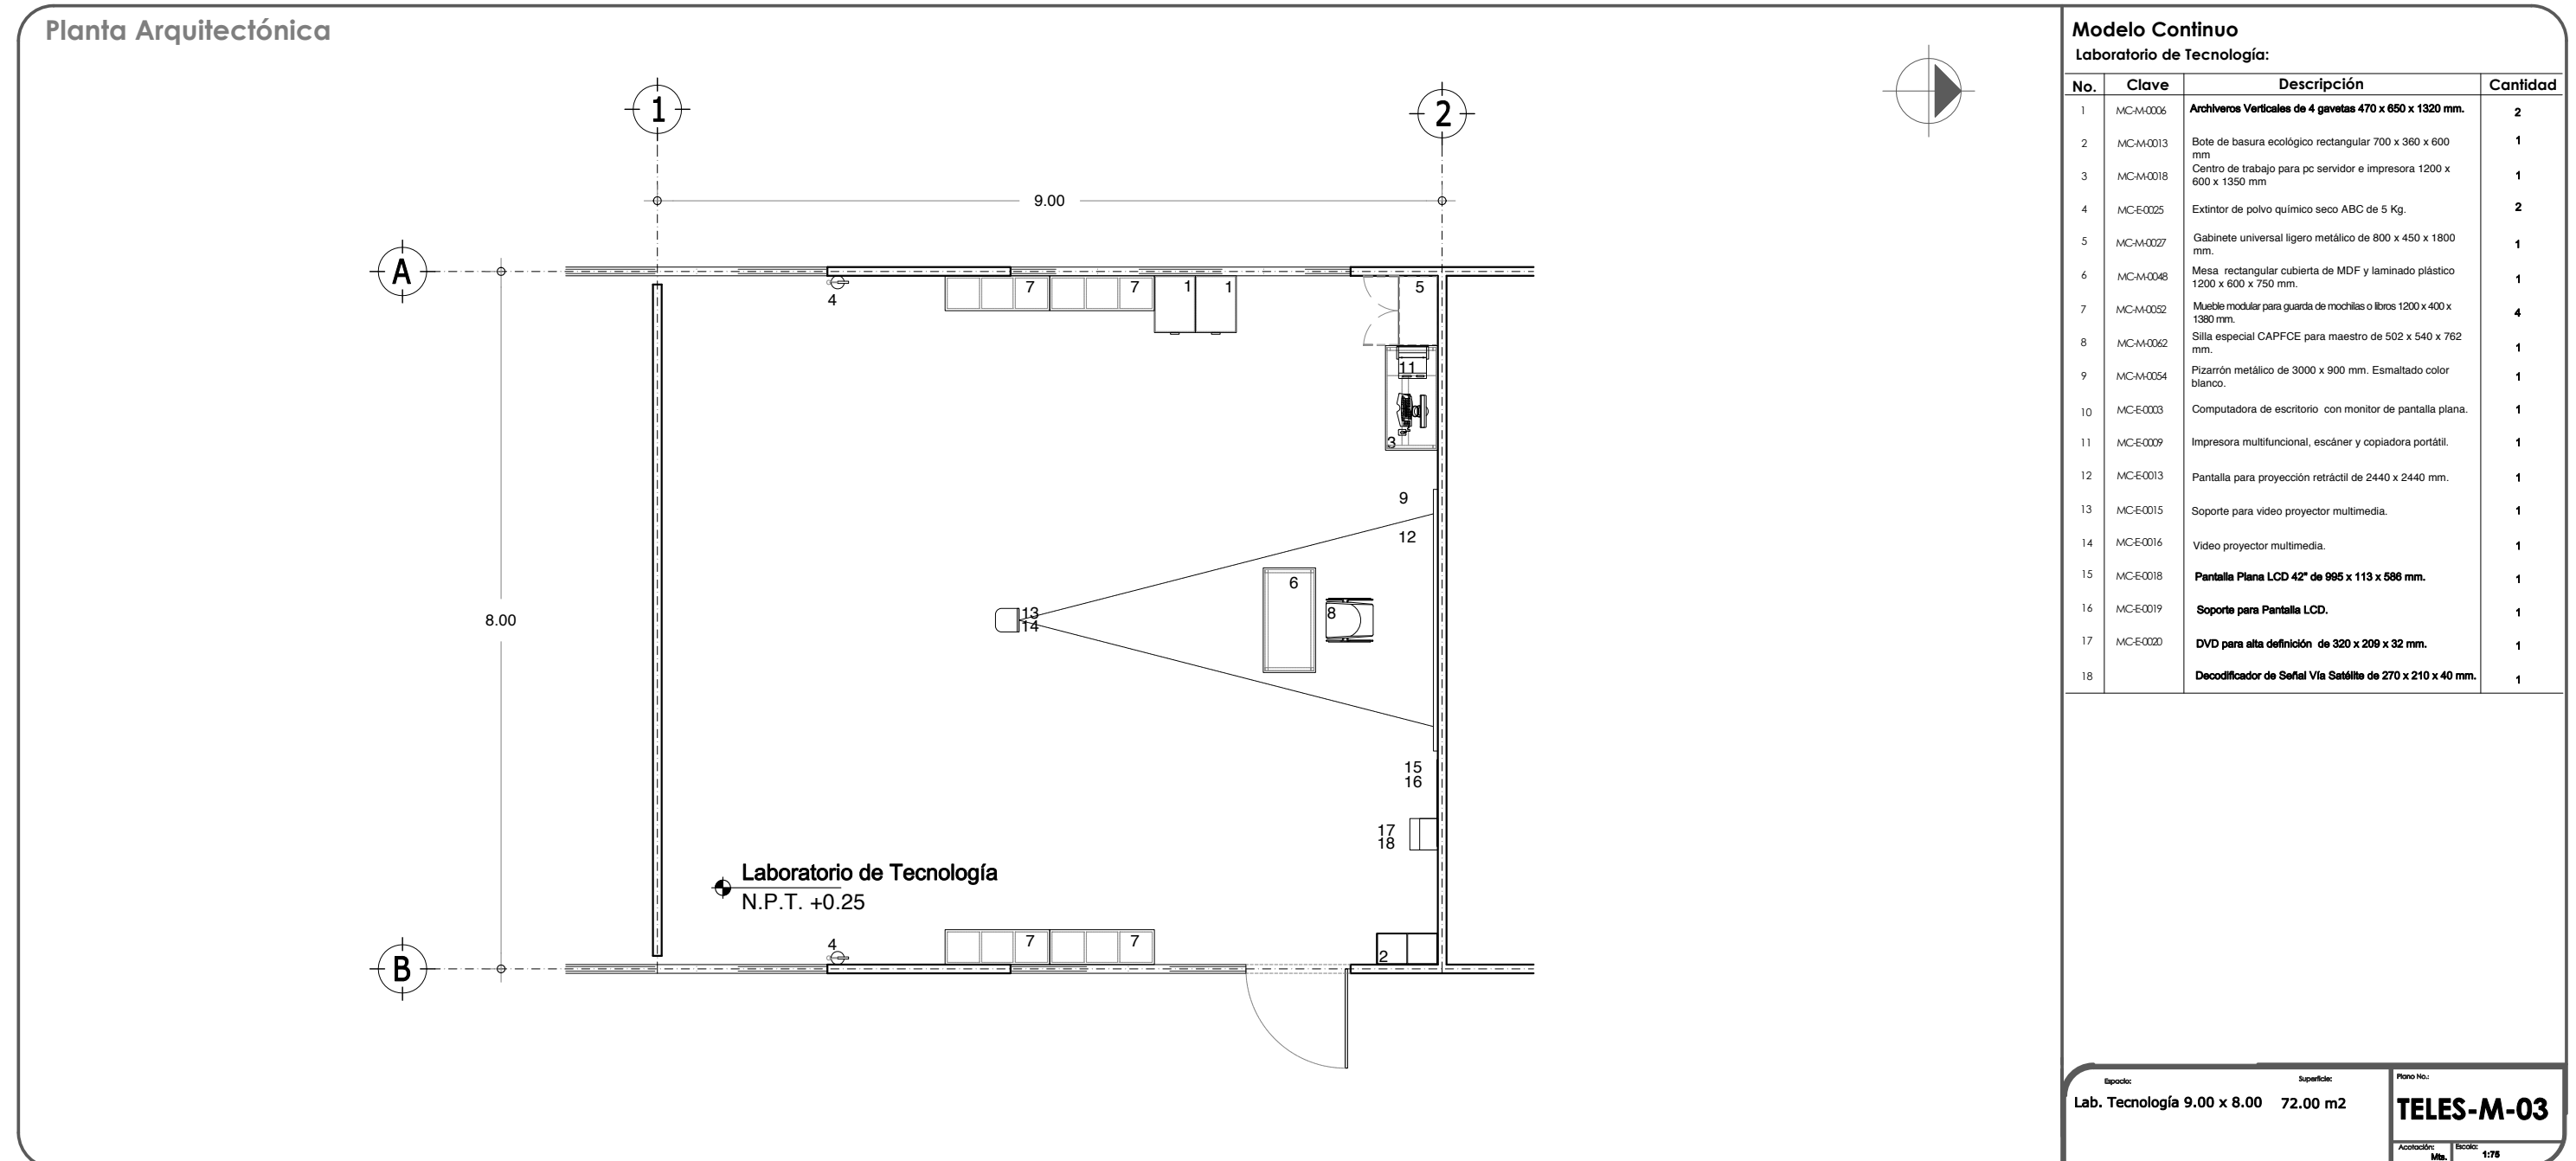 Planta Arquitectónica
1
2
9.00
A
B
8.00
4
7
7
1
1
5
11
3
9
12
6
8
13
14
15
16
17
18
Laboratorio de Tecnología
N.P.T. +0.25
4
7
7
2
Modelo Continuo
Laboratorio de Tecnología:
No. Clave Descripción Cantidad
1 MC-M-0006 Archiveros Verticales de 4 gavetas 470 x 650 x 1320 mm. 2
2 MC-M-0013 Bote de basura ecológico rectangular 700 x 360 x 600 1
mm
3 MC-M-0018 Centro de trabajo para pc servidor e impresora 1200 x 1
600 x 1350 mm
4 MC-E-0025 Extintor de polvo químico seco ABC de 5 Kg. 2
5 MC-M-0027 Gabinete universal ligero metálico de 800 x 450 x 1800 1
mm.
6 MC-M-0048 Mesa rectangular cubierta de MDF y laminado plástico 1
1200 x 600 x 750 mm.
7 MC-M-0052 Mueble modular para guarda de mochilas o libros 1200 x 400 x 4
1380 mm.
8 MC-M-0062 Silla especial CAPFCE para maestro de 502 x 540 x 762 1
mm.
9 MC-M-0054 Pizarrón metálico de 3000 x 900 mm. Esmaltado color 1
blanco.
10 MC-E-0003 Computadora de escritorio con monitor de pantalla plana. 1
11 MC-E-0009 Impresora multifuncional, escáner y copiadora portátil. 1
12 MC-E-0013 Pantalla para proyección retráctil de 2440 x 2440 mm. 1
13 MC-E-0015 Soporte para video proyector multimedia. 1
14 MC-E-0016 Video proyector multimedia. 1
15 MC-E-0018 Pantalla Plana LCD 42" de 995 x 113 x 586 mm. 1
16 MC-E-0019 Soporte para Pantalla LCD. 1
17 MC-E-0020 DVD para alta definición de 320 x 209 x 32 mm. 1
18 Decodificador de Señal Vía Satélite de 270 x 210 x 40 mm. 1
Espacio: Superficie:
Lab. Tecnología 9.00 x 8.00 72.00 m2
Plano No.:
TELES-M-03
Acotación: Mts.
Escala: 1:75